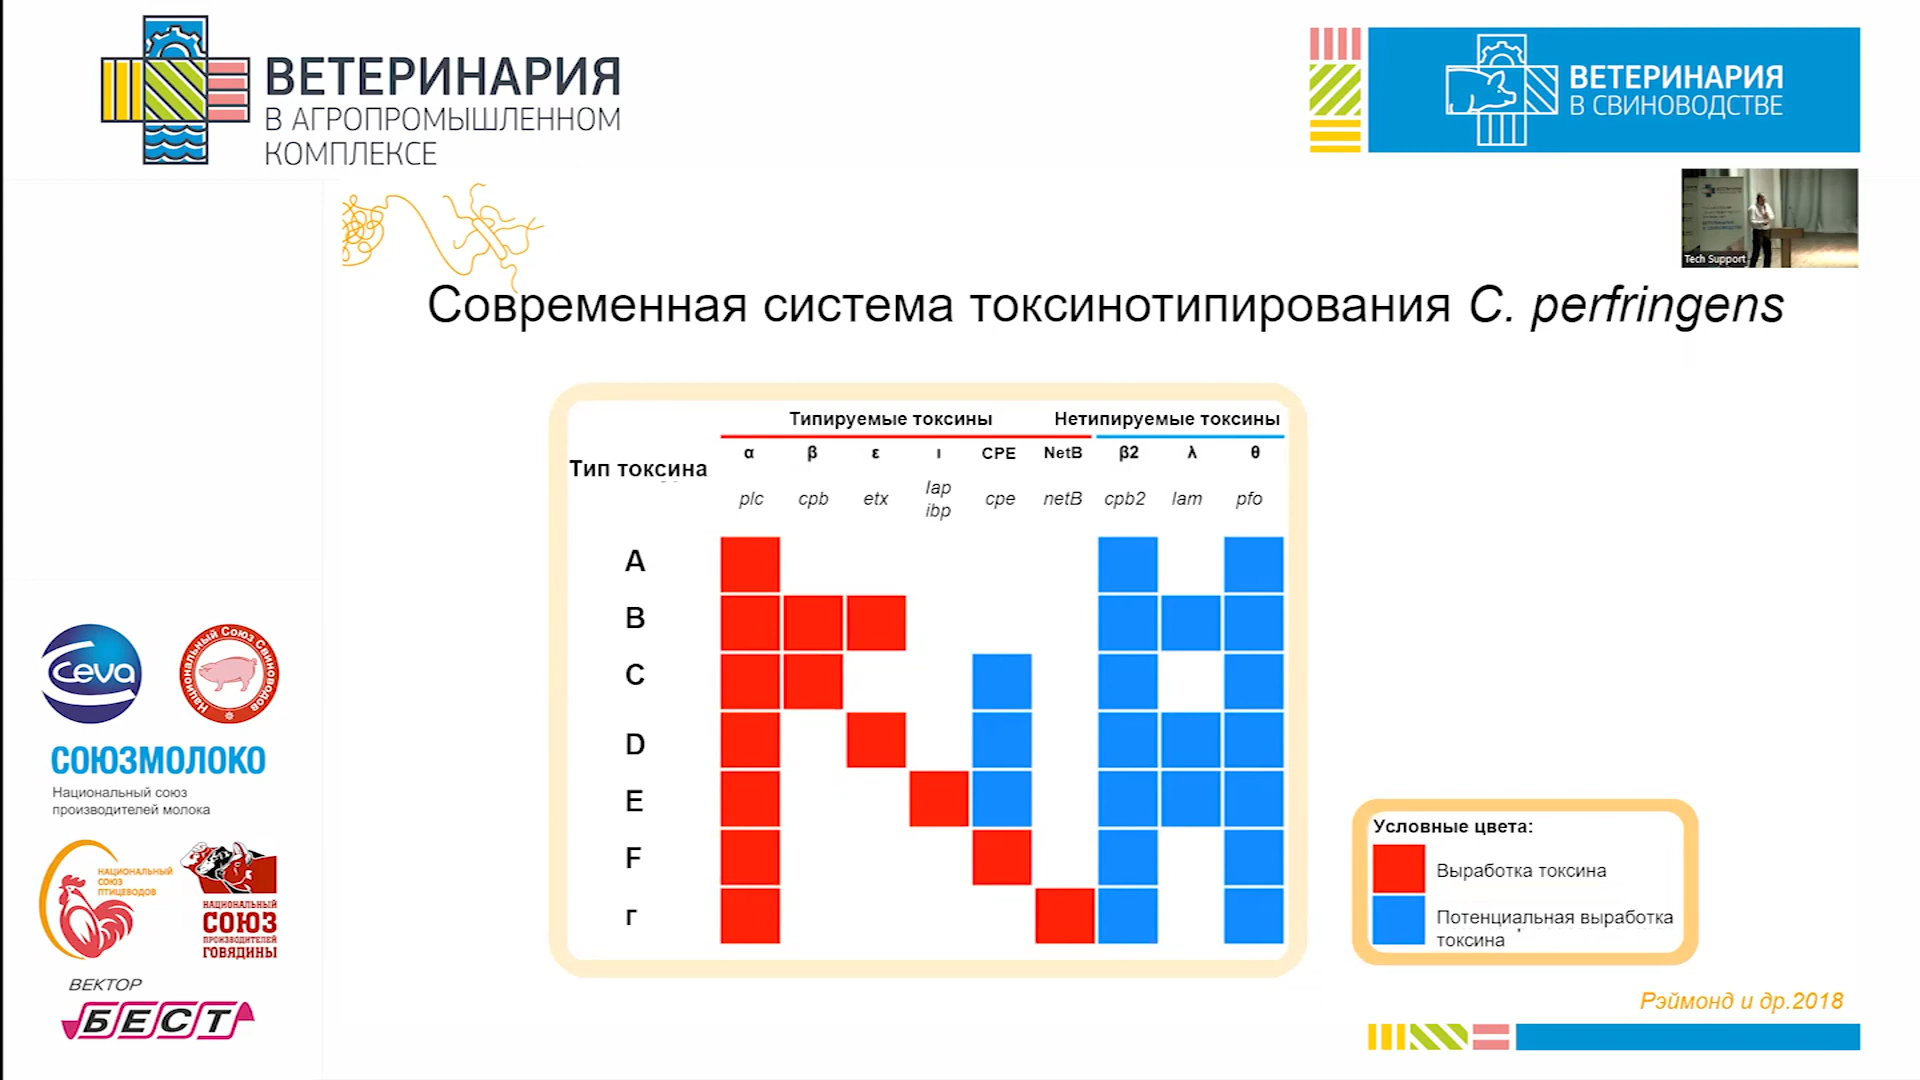 ВЕТЕРИНАРИЯ
В АГРОПРОМЫШЛЕННОМ
КОМПЛЕКСЕ
ВЕТЕРИНАРИЯ
В СВИНОВОДСТВЕ
Tech Support
Современная система токсинотипирования C. perfringens
Типируемые токсины Нетипируемые токсины
Тип токсина
α β ε ι CPE NetB β2 λ θ
plc cpb etx Iap ibp cpe netB cpb2 lam pfo
A
B
C
D
E
F
г
Условные цвета:
Выработка токсина
Потенциальная выработка
токсина
Рэймонд и др.2018
Ceva
Национальный Союз Свиноводов
СОЮЗМОЛОКО
Национальный союз
производителей молока
НАЦИОНАЛЬНЫЙ
СОЮЗ
ПТИЦЕВОДОВ
НАЦИОНАЛЬНЫЙ
СОЮЗ
ПРОИЗВОДИТЕЛЕЙ
ГОВЯДИНЫ
ВЕКТОР
БЕСТ